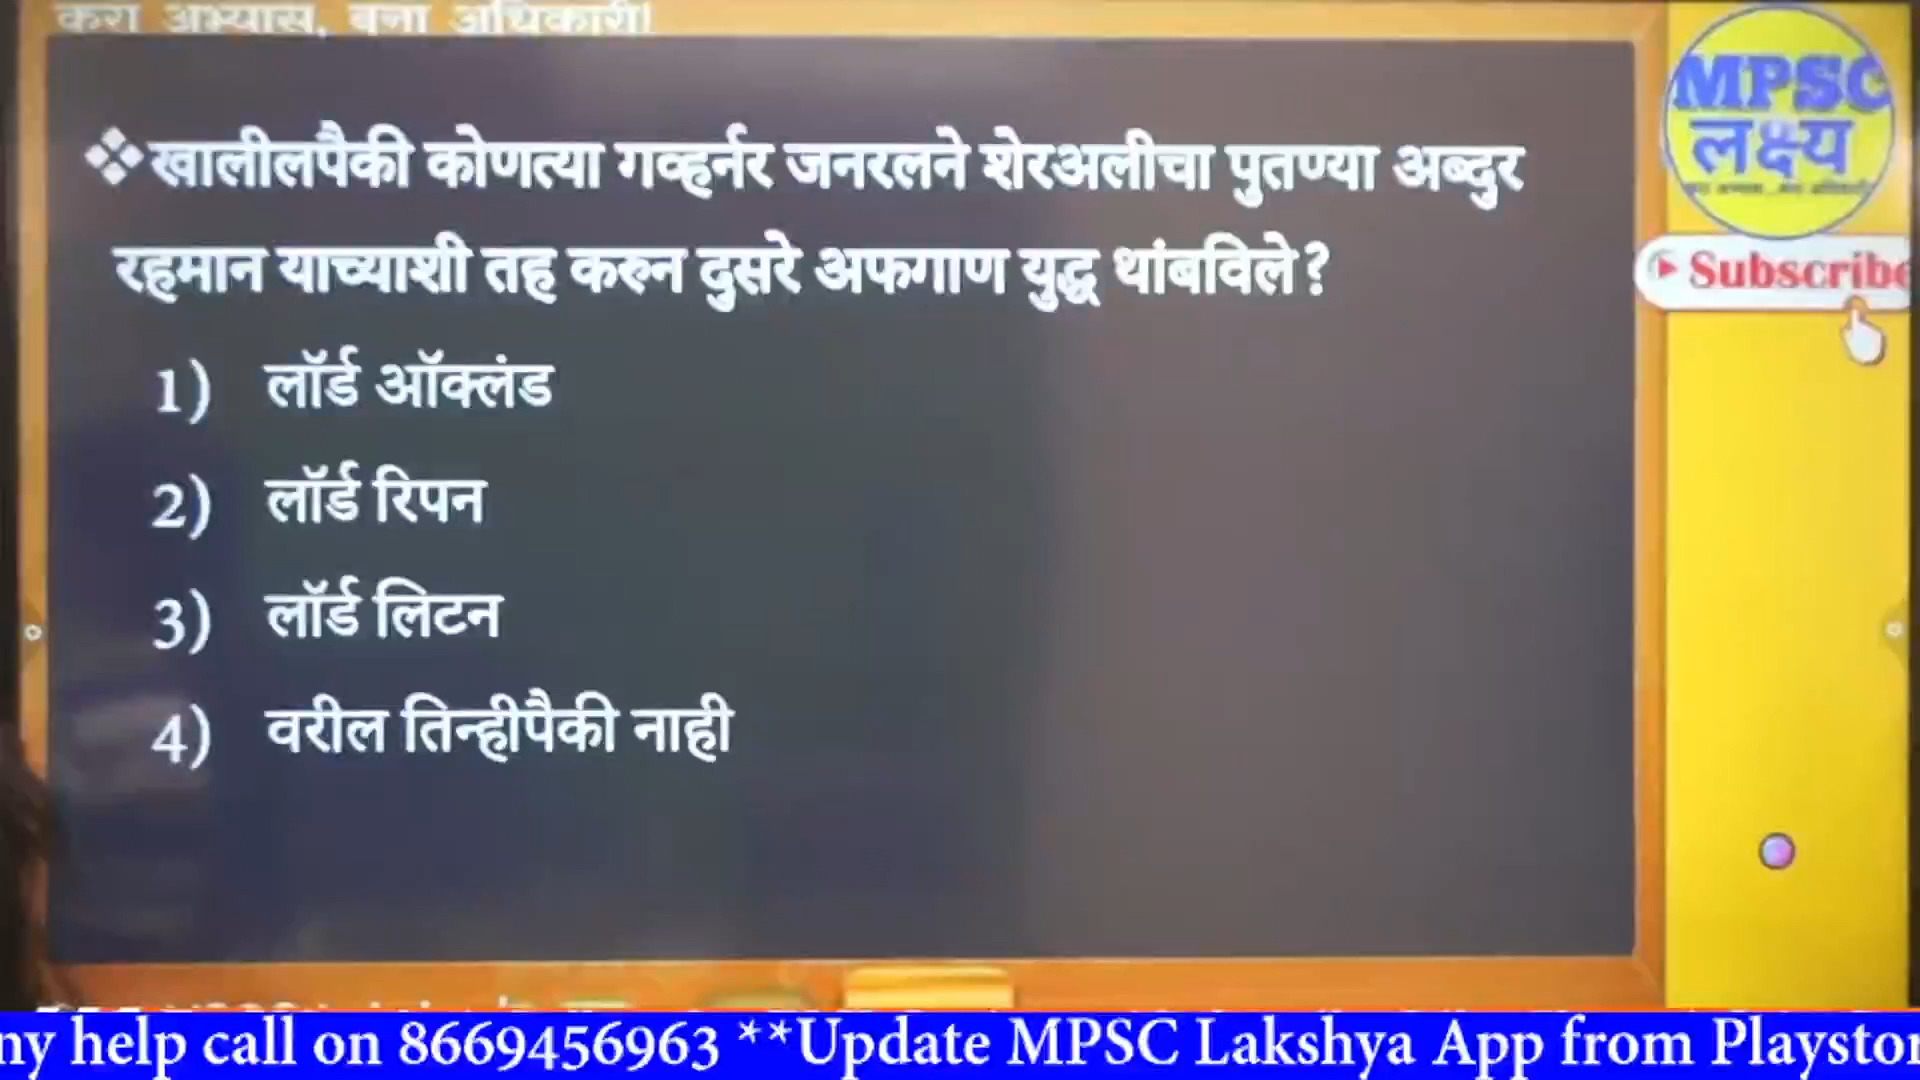 करा अभ्यास, बना अधिकारी!
MPSC
लक्ष्य
Subscribe
❖खालीलपैकी कोणत्या गव्हर्नर जनरलने शेरअलीचा पुतण्या अब्दुर
रहमान याच्याशी तह करुन दुसरे अफगाण युद्ध थांबविले?
1) लॉर्ड ऑक्लंड
2) लॉर्ड रिपन
3) लॉर्ड लिटन
4) वरील तिन्हीपैकी नाही
ny help call on 8669456963 **Update MPSC Lakshya App from Playstor